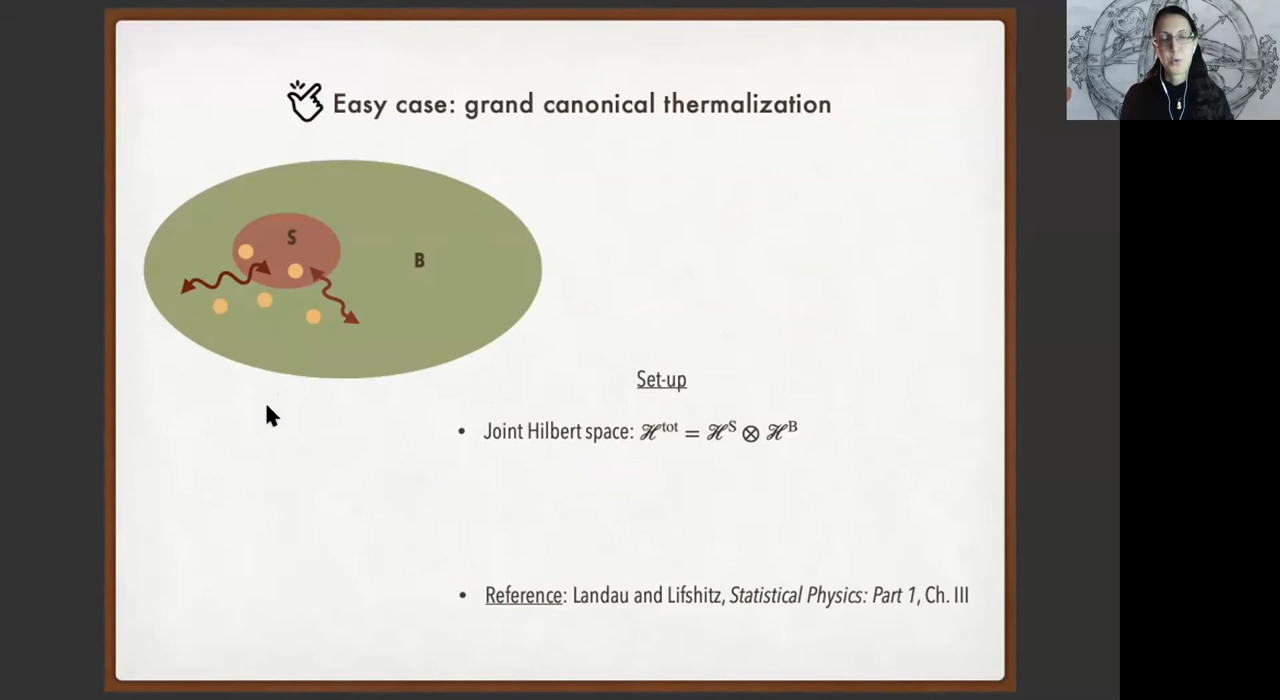 Easy case: grand canonical thermalization
S
B
Set-up
• Joint Hilbert space: ℋ^tot = ℋ^S ⊗ ℋ^B
• Reference: Landau and Lifshitz, Statistical Physics: Part 1, Ch. III